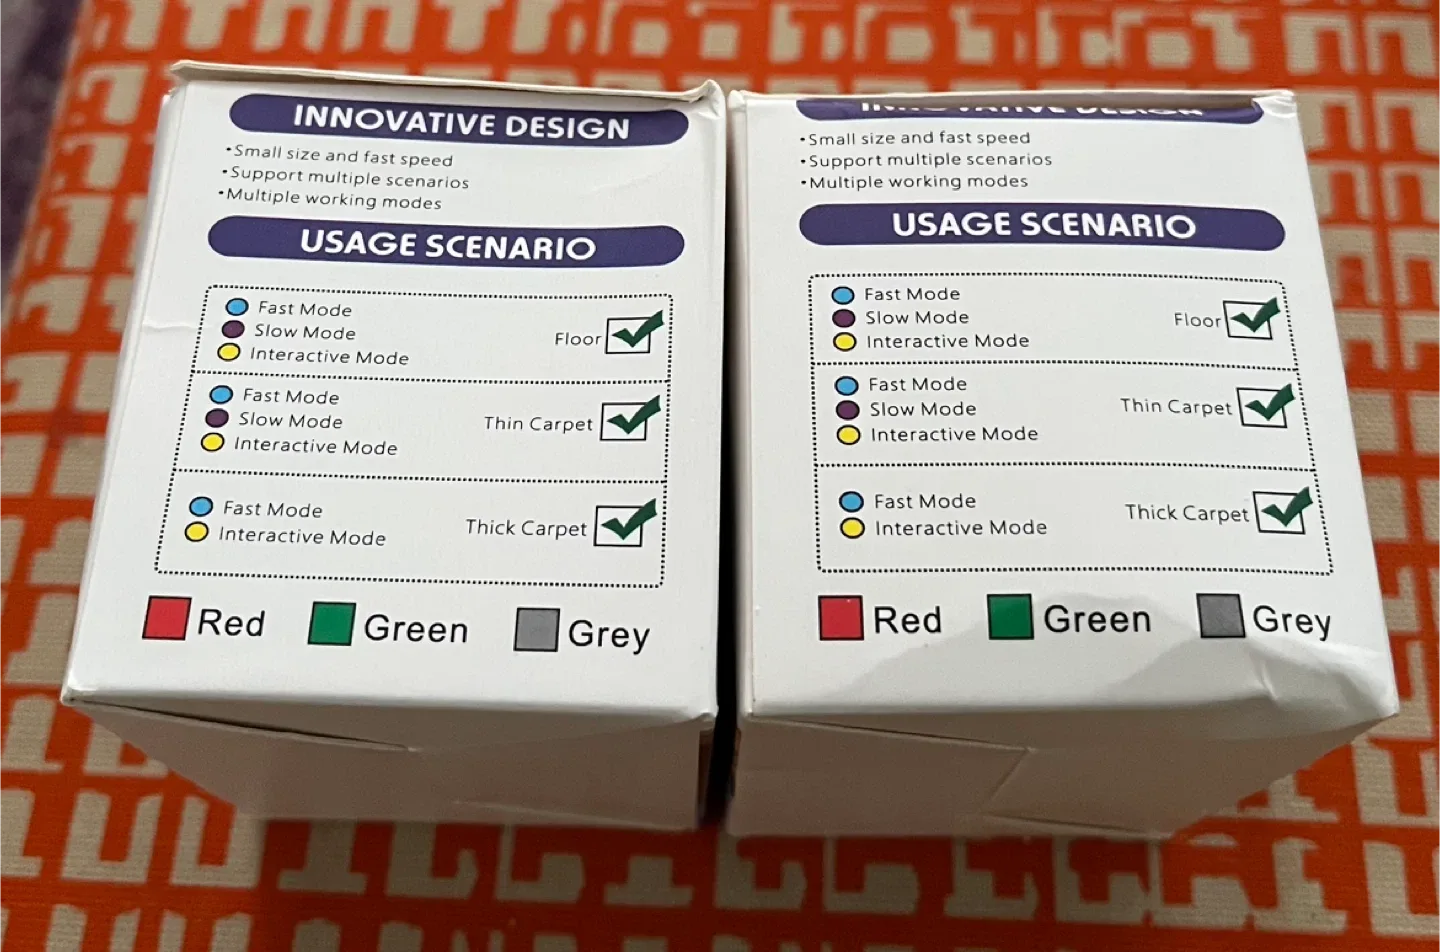 INNOVATIVE DESIGN
•Small size and fast speed
•Support multiple scenarios
•Multiple working modes
USAGE SCENARIO
Fast Mode
Slow Mode
Interactive Mode
Floor
Fast Mode
Slow Mode
Interactive Mode
Thin Carpet
Fast Mode
Interactive Mode
Thick Carpet
Red Green Grey
INNOVATIVE DESIGN
•Small size and fast speed
•Support multiple scenarios
•Multiple working modes
USAGE SCENARIO
Fast Mode
Slow Mode
Interactive Mode
Floor
Fast Mode
Slow Mode
Interactive Mode
Thin Carpet
Fast Mode
Interactive Mode
Thick Carpet
Red Green Grey